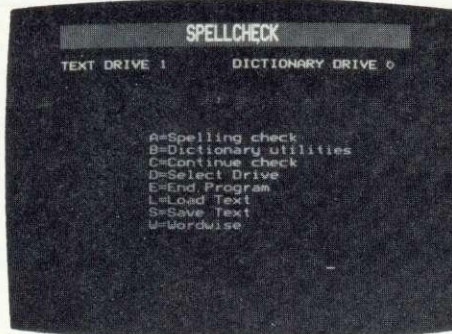 SPELLCHECK
TEXT DRIVE 1 DICTIONARY DRIVE 0
A=Spelling check
B=Dictionary utilities
C=Continue check
D=Select Drive
E=End Program
L=Load Text
S=Save Text
W=Wordwise